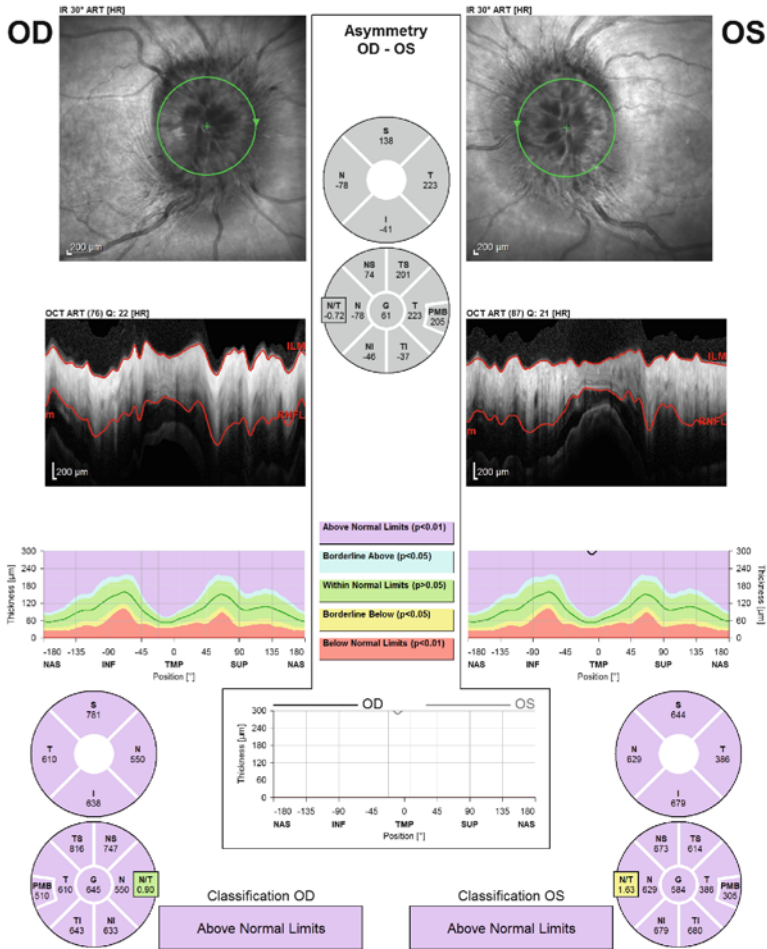 IR 30° ART [HR]
IR 30° ART [HR]
OD
Asymmetry
OD - OS
OS
200 µm
200 µm
S
138
N
-78
T
223
I
-41
NS
74
TS
201
N/T
-0.72
N
-78
G
61
T
223
PMB
205
NI
-46
TI
-37
OCT ART (76) Q: 22 [HR]
ILM
RNFL
m
200 µm
OCT ART (87) Q: 21 [HR]
ILM
RNFL
m
200 µm
Above Normal Limits (p<0.01)
Borderline Above (p<0.05)
Within Normal Limits (p>0.05)
Borderline Below (p<0.05)
Below Normal Limits (p<0.01)
Thickness [µm]
300
240
180
120
60
0
-180 -135 -90 -45 0 45 90 135 180
NAS INF TMP SUP NAS
Position [°]
300
240
180
120
60
0
Thickness [µm]
-180 -135 -90 -45 0 45 90 135 180
NAS INF TMP SUP NAS
Position [°]
OD
OS
Thickness [µm]
300
240
180
120
60
0
-180 -135 -90 -45 0 45 90 135 180
NAS INF TMP SUP NAS
Position [°]
S
781
T
610
N
550
I
638
TS
816
NS
747
PMB
510
T
610
G
645
N
550
N/T
0.90
TI
643
NI
633
Classification OD
Above Normal Limits
S
644
N
629
T
386
I
679
NS
673
TS
614
N/T
1.63
N
629
G
584
T
386
PMB
305
NI
679
TI
680
Classification OS
Above Normal Limits